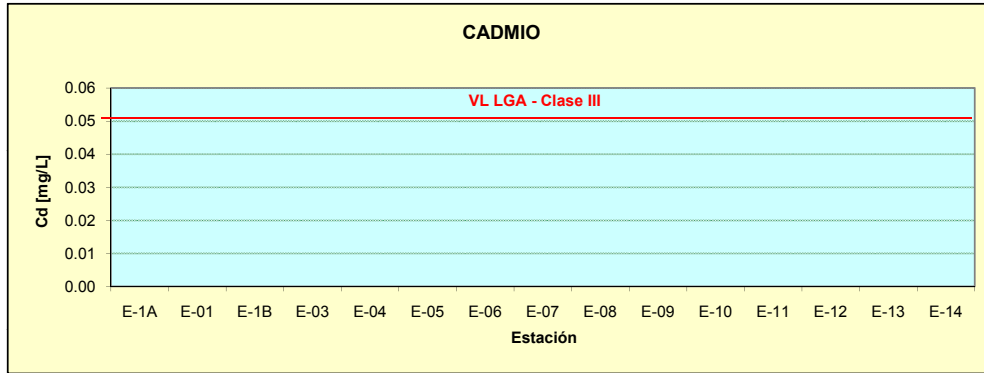 CADMIO
VL LGA - Clase III
0.06
0.05
0.04
0.03
0.02
0.01
0.00
Cd [mg/L]
E-1A E-01 E-1B E-03 E-04 E-05 E-06 E-07 E-08 E-09 E-10 E-11 E-12 E-13 E-14
Estación